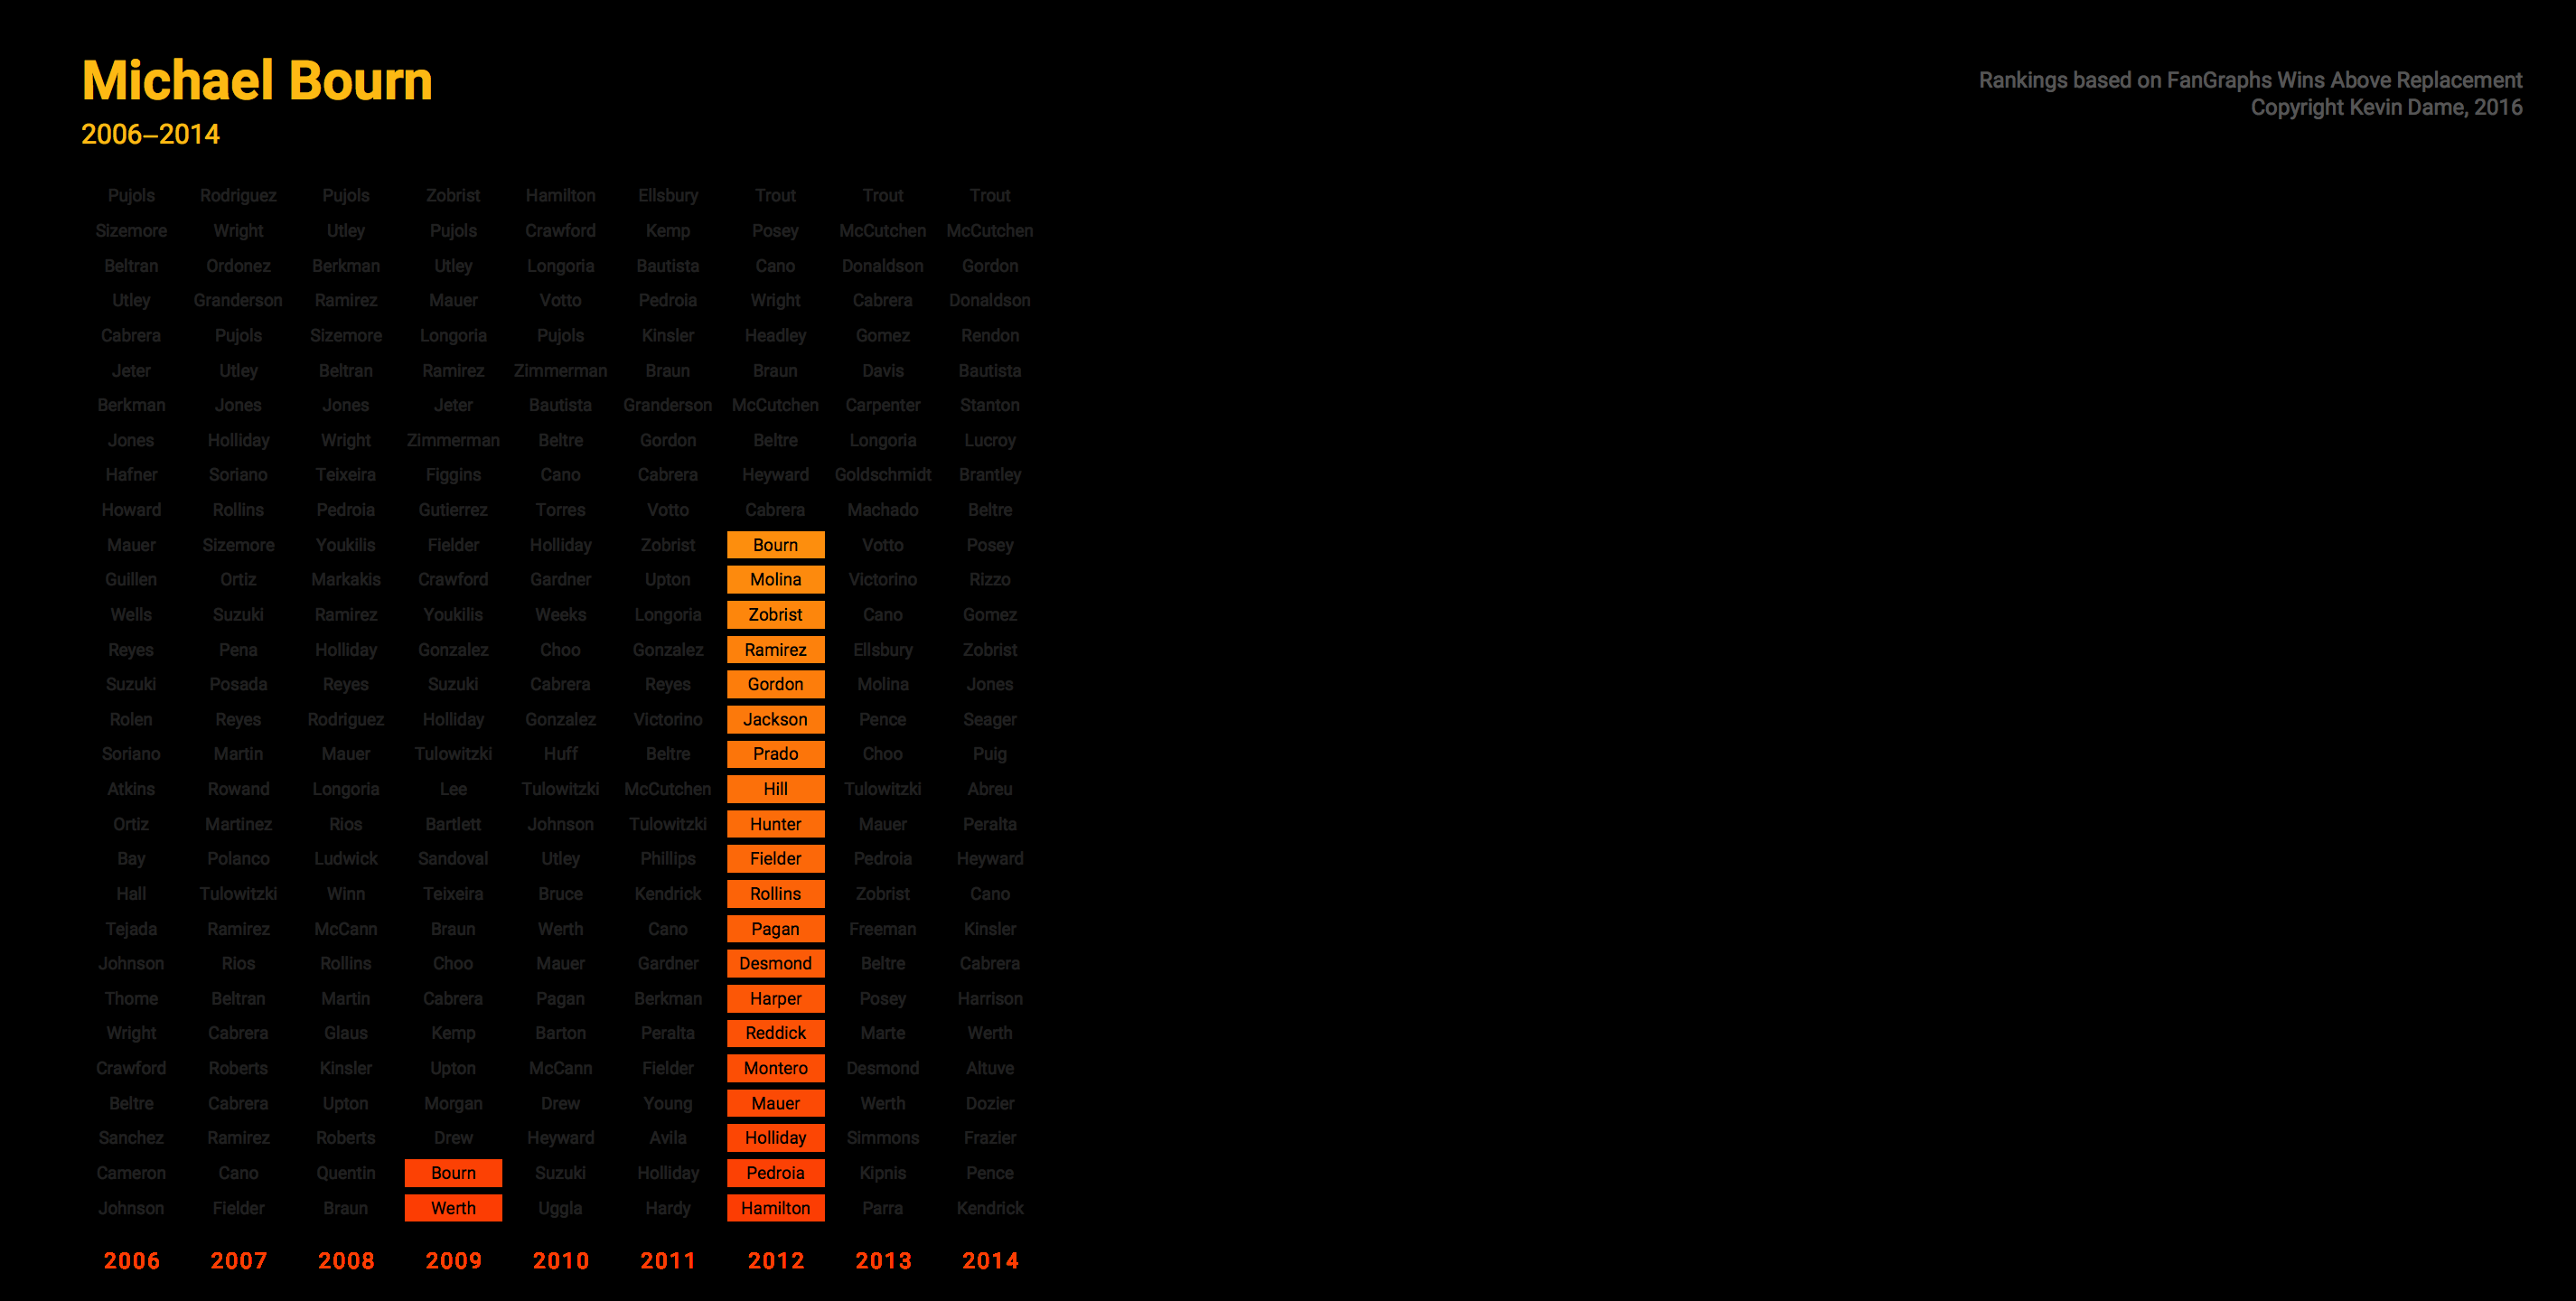 Michael Bourn
2006–2014
Rankings based on FanGraphs Wins Above Replacement
Copyright Kevin Dame, 2016
Pujols Rodriguez Pujols Zobrist Hamilton Ellsbury Trout Trout Trout
Sizemore Wright Utley Pujols Crawford Kemp Posey McCutchen McCutchen
Beltran Ordonez Berkman Utley Longoria Bautista Cano Donaldson Gordon
Utley Granderson Ramirez Mauer Votto Pedroia Wright Cabrera Donaldson
Cabrera Pujols Sizemore Longoria Pujols Kinsler Headley Gomez Rendon
Jeter Utley Beltran Ramirez Zimmerman Braun Braun Davis Bautista
Berkman Jones Jones Jeter Bautista Granderson McCutchen Carpenter Stanton
Jones Holliday Wright Zimmerman Beltre Gordon Beltre Longoria Lucroy
Hafner Soriano Teixeira Figgins Cano Cabrera Heyward Goldschmidt Brantley
Howard Rollins Pedroia Gutierrez Torres Votto Cabrera Machado Beltre
Mauer Sizemore Youkilis Fielder Holliday Zobrist Bourn Votto Posey
Guillen Ortiz Markakis Crawford Gardner Upton Molina Victorino Rizzo
Wells Suzuki Ramirez Youkilis Weeks Longoria Zobrist Cano Gomez
Reyes Pena Holliday Gonzalez Choo Gonzalez Ramirez Ellsbury Zobrist
Suzuki Posada Reyes Suzuki Cabrera Reyes Gordon Molina Jones
Rolen Reyes Rodriguez Holliday Gonzalez Victorino Jackson Pence Seager
Soriano Martin Mauer Tulowitzki Huff Beltre Prado Choo Puig
Atkins Rowand Longoria Lee Tulowitzki McCutchen Hill Tulowitzki Abreu
Ortiz Martinez Rios Bartlett Johnson Tulowitzki Hunter Mauer Peralta
Bay Polanco Ludwick Sandoval Utley Phillips Fielder Pedroia Heyward
Hall Tulowitzki Winn Teixeira Bruce Kendrick Rollins Zobrist Cano
Tejada Ramirez McCann Braun Werth Cano Pagan Freeman Kinsler
Johnson Rios Rollins Choo Mauer Gardner Desmond Beltre Cabrera
Thome Beltran Martin Cabrera Pagan Berkman Harper Posey Harrison
Wright Cabrera Glaus Kemp Barton Peralta Reddick Marte Werth
Crawford Roberts Kinsler Upton McCann Fielder Montero Desmond Altuve
Beltre Cabrera Upton Morgan Drew Young Mauer Werth Dozier
Sanchez Ramirez Roberts Drew Heyward Avila Holliday Simmons Frazier
Cameron Cano Quentin Bourn Suzuki Holliday Pedroia Kipnis Pence
Johnson Fielder Braun Werth Uggla Hardy Hamilton Parra Kendrick
2006 2007 2008 2009 2010 2011 2012 2013 2014